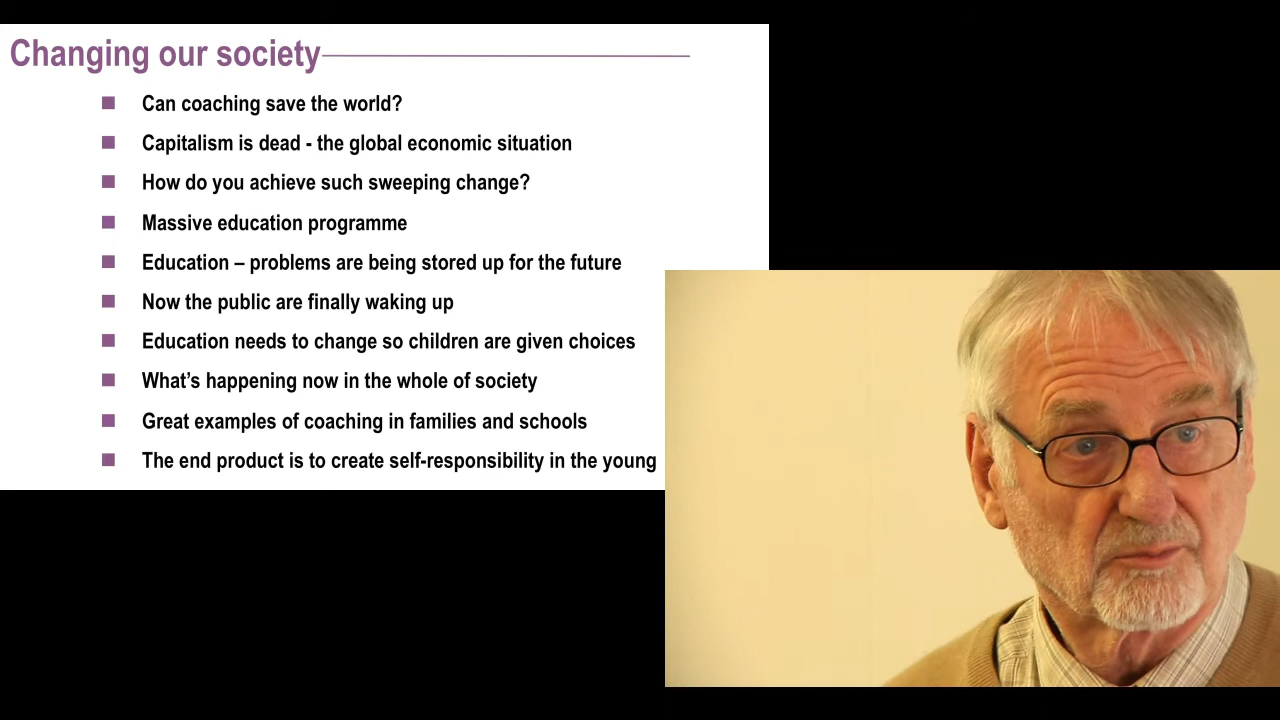 Changing our society
Can coaching save the world?
Capitalism is dead - the global economic situation
How do you achieve such sweeping change?
Massive education programme
Education – problems are being stored up for the future
Now the public are finally waking up
Education needs to change so children are given choices
What’s happening now in the whole of society
Great examples of coaching in families and schools
The end product is to create self-responsibility in the young